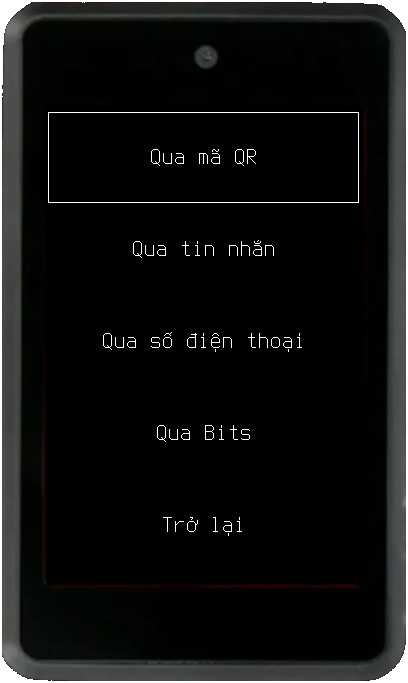 Qua mã QR
Qua tin nhắn
Qua số điện thoại
Qua Bits
Trở lại